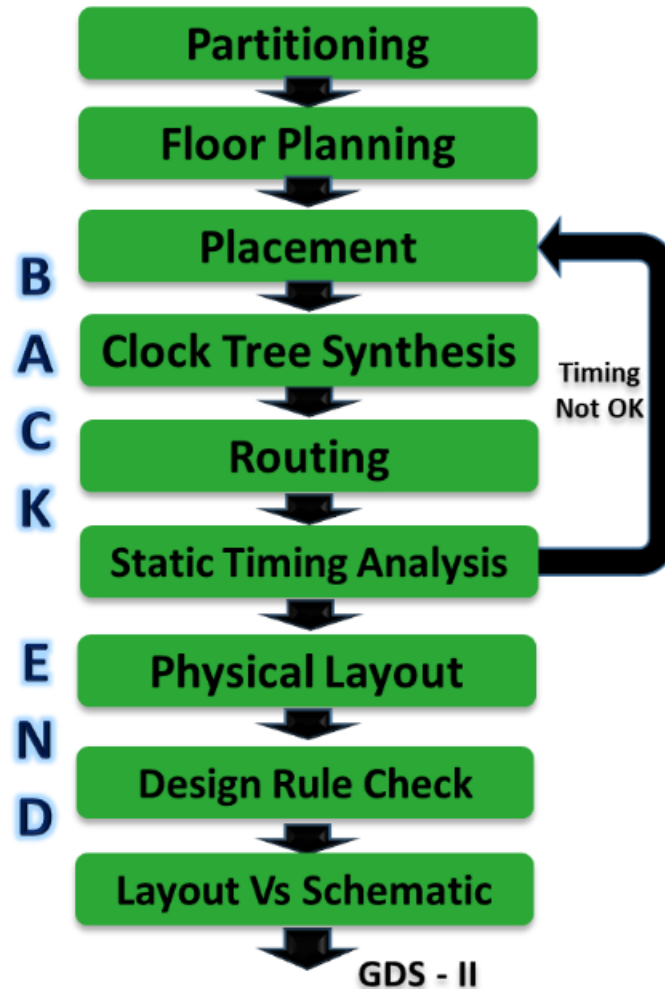 Partitioning
Floor Planning
Placement
Clock Tree Synthesis
Timing
Not OK
Routing
Static Timing Analysis
Physical Layout
Design Rule Check
Layout Vs Schematic
GDS - II
B
A
C
K
E
N
D